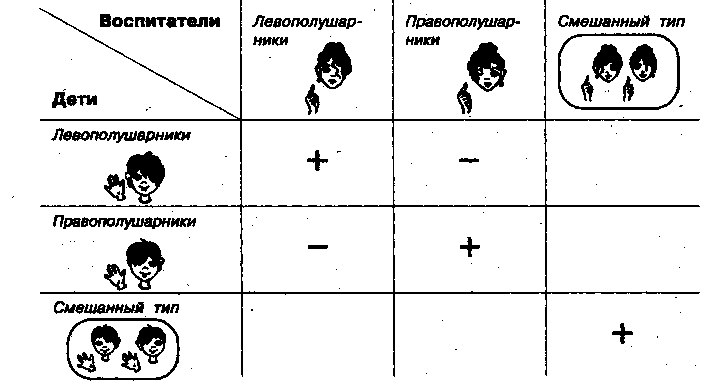 Воспитатели
Левополушар-
ники
Правополушар-
ники
Смешанный тип
Дети
Левополушарники
+ −
Правополушарники
− +
Смешанный тип
+